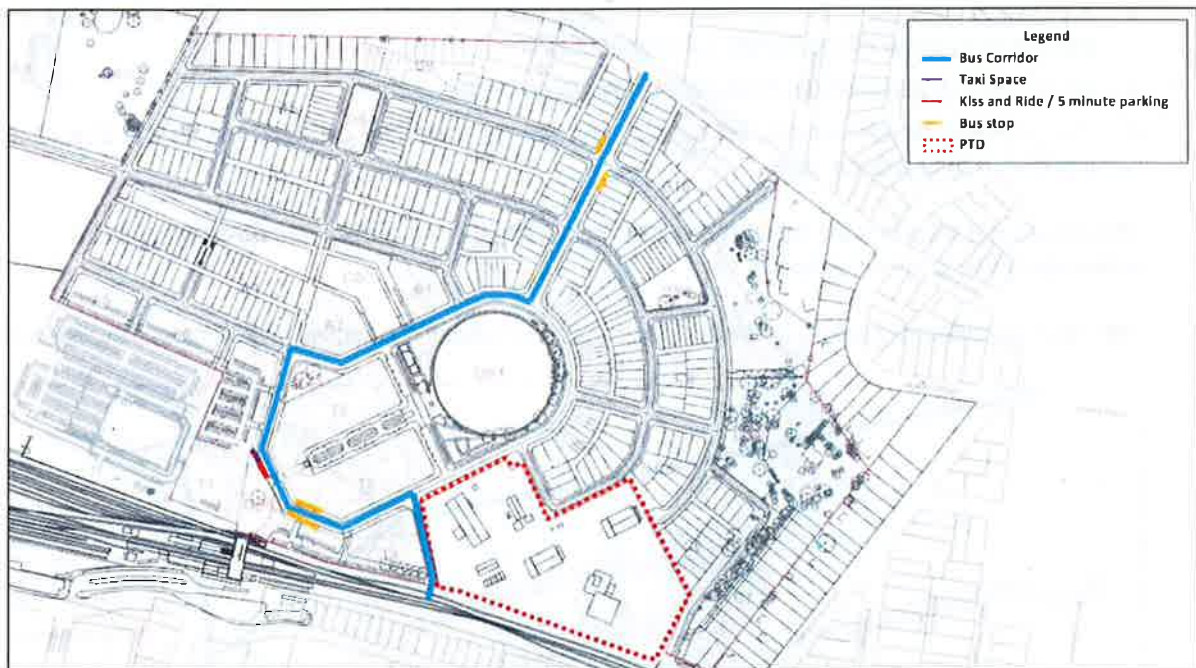 Legend
Bus Corridor
Taxi Space
Kiss and Ride / 5 minute parking
Bus stop
PTD